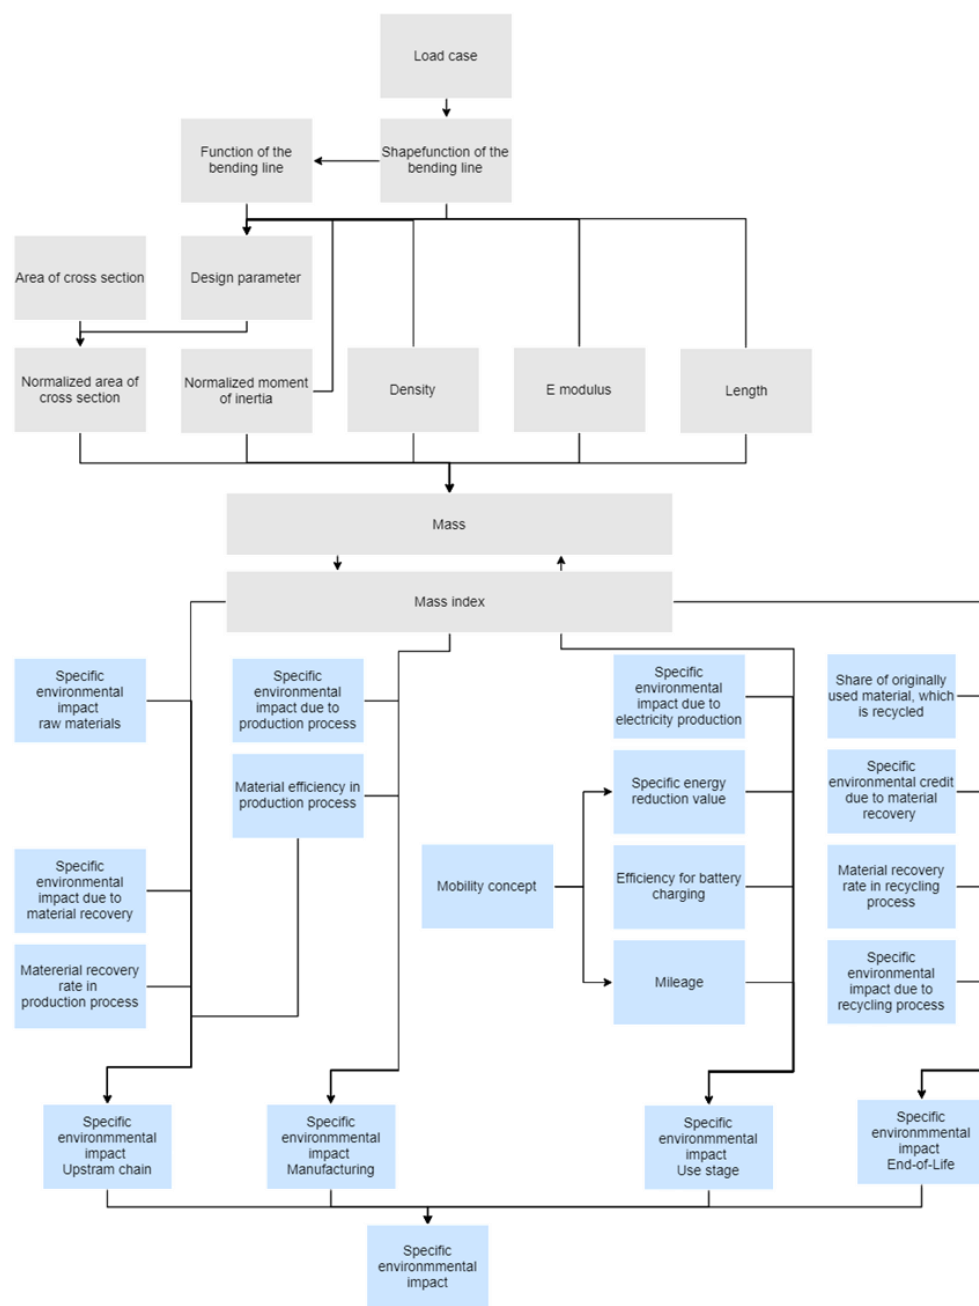 Load case
Function of the
bending line
Shapefunction of the
bending line
Area of cross section
Design parameter
Normalized area of
cross section
Normalized moment
of inertia
Density
E modulus
Length
Mass
Mass index
Specific
environmental
impact
raw materials
Specific
environmental
impact due to
production process
Specific
environmental
impact due to
electricity production
Share of originally
used material, which
is recycled
Material efficiency in
production process
Specific energy
reduction value
Specific
environmental credit
due to material
recovery
Specific
environmental
impact due to
material recovery
Mobility concept
Efficiency for battery
charging
Material recovery
rate in recycling
process
Matererial recovery
rate in
production process
Mileage
Specific
environmental
impact due to
recycling process
Specific
environmmental
impact
Upstram chain
Specific
environmmental
impact
Manufacturing
Specific
environmmental
impact
Use stage
Specific
environmmental
impact
End-of-Life
Specific
environmmental
impact